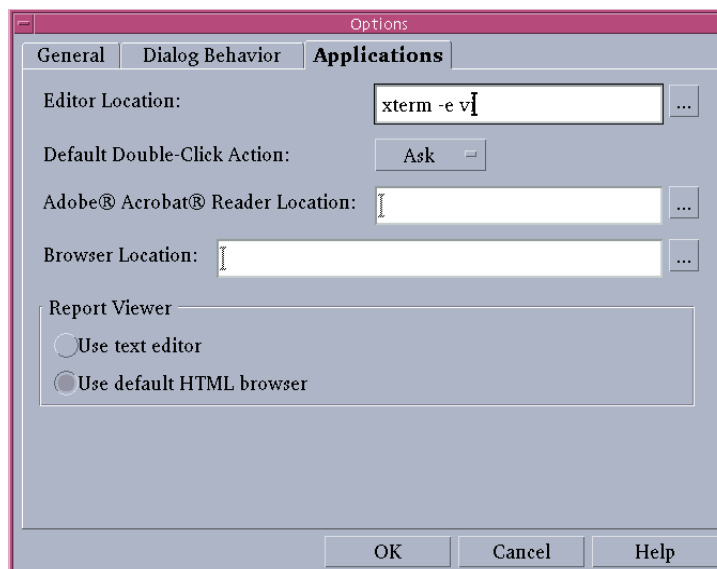 Options
General Dialog Behavior Applications
Editor Location: xterm -e vi ...
Default Double-Click Action: Ask
Adobe® Acrobat® Reader Location: ...
Browser Location: ...
Report Viewer
Use text editor
Use default HTML browser
OK Cancel Help